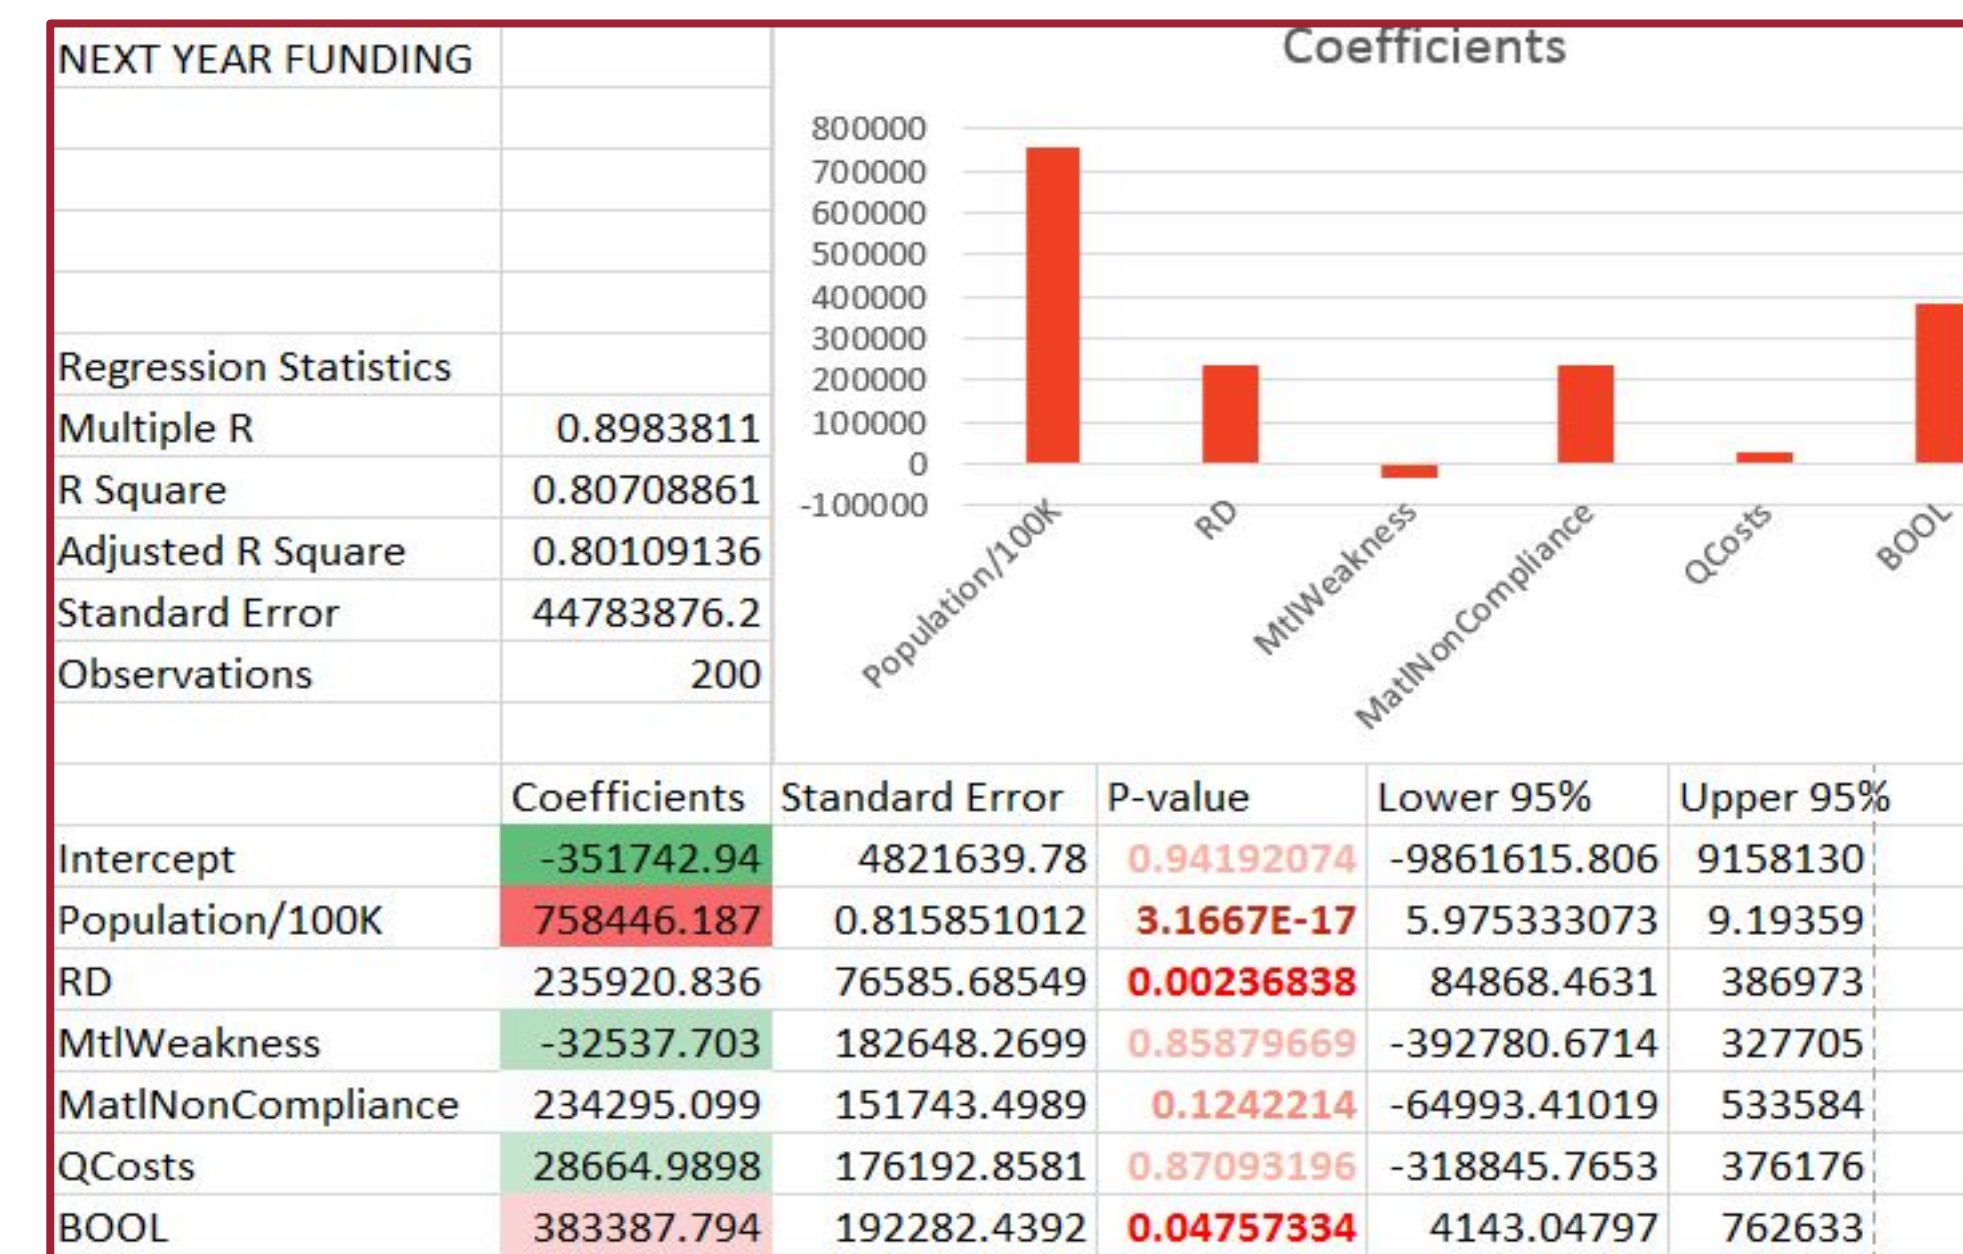 NEXT YEAR FUNDING
Coefficients
800000
700000
600000
500000
400000
300000
200000
100000
0
-100000
Population/100K
RD
MtlWeakness
MatlNonCompliance
QCosts
BOOL
Regression Statistics
Multiple R 0.8983811
R Square 0.80708861
Adjusted R Square 0.80109136
Standard Error 44783876.2
Observations 200
Coefficients Standard Error P-value Lower 95% Upper 95%
Intercept -351742.94 4821639.78 0.94192074 -9861615.806 9158130
Population/100K 758446.187 0.815851012 3.1667E-17 5.975333073 9.19359
RD 235920.836 76585.68549 0.00236838 84868.4631 386973
MtlWeakness -32537.703 182648.2699 0.85879669 -392780.6714 327705
MatlNonCompliance 234295.099 151743.4989 0.1242214 -64993.41019 533584
QCosts 28664.9898 176192.8581 0.87093196 -318845.7653 376176
BOOL 383387.794 192282.4392 0.04757334 4143.04797 762633